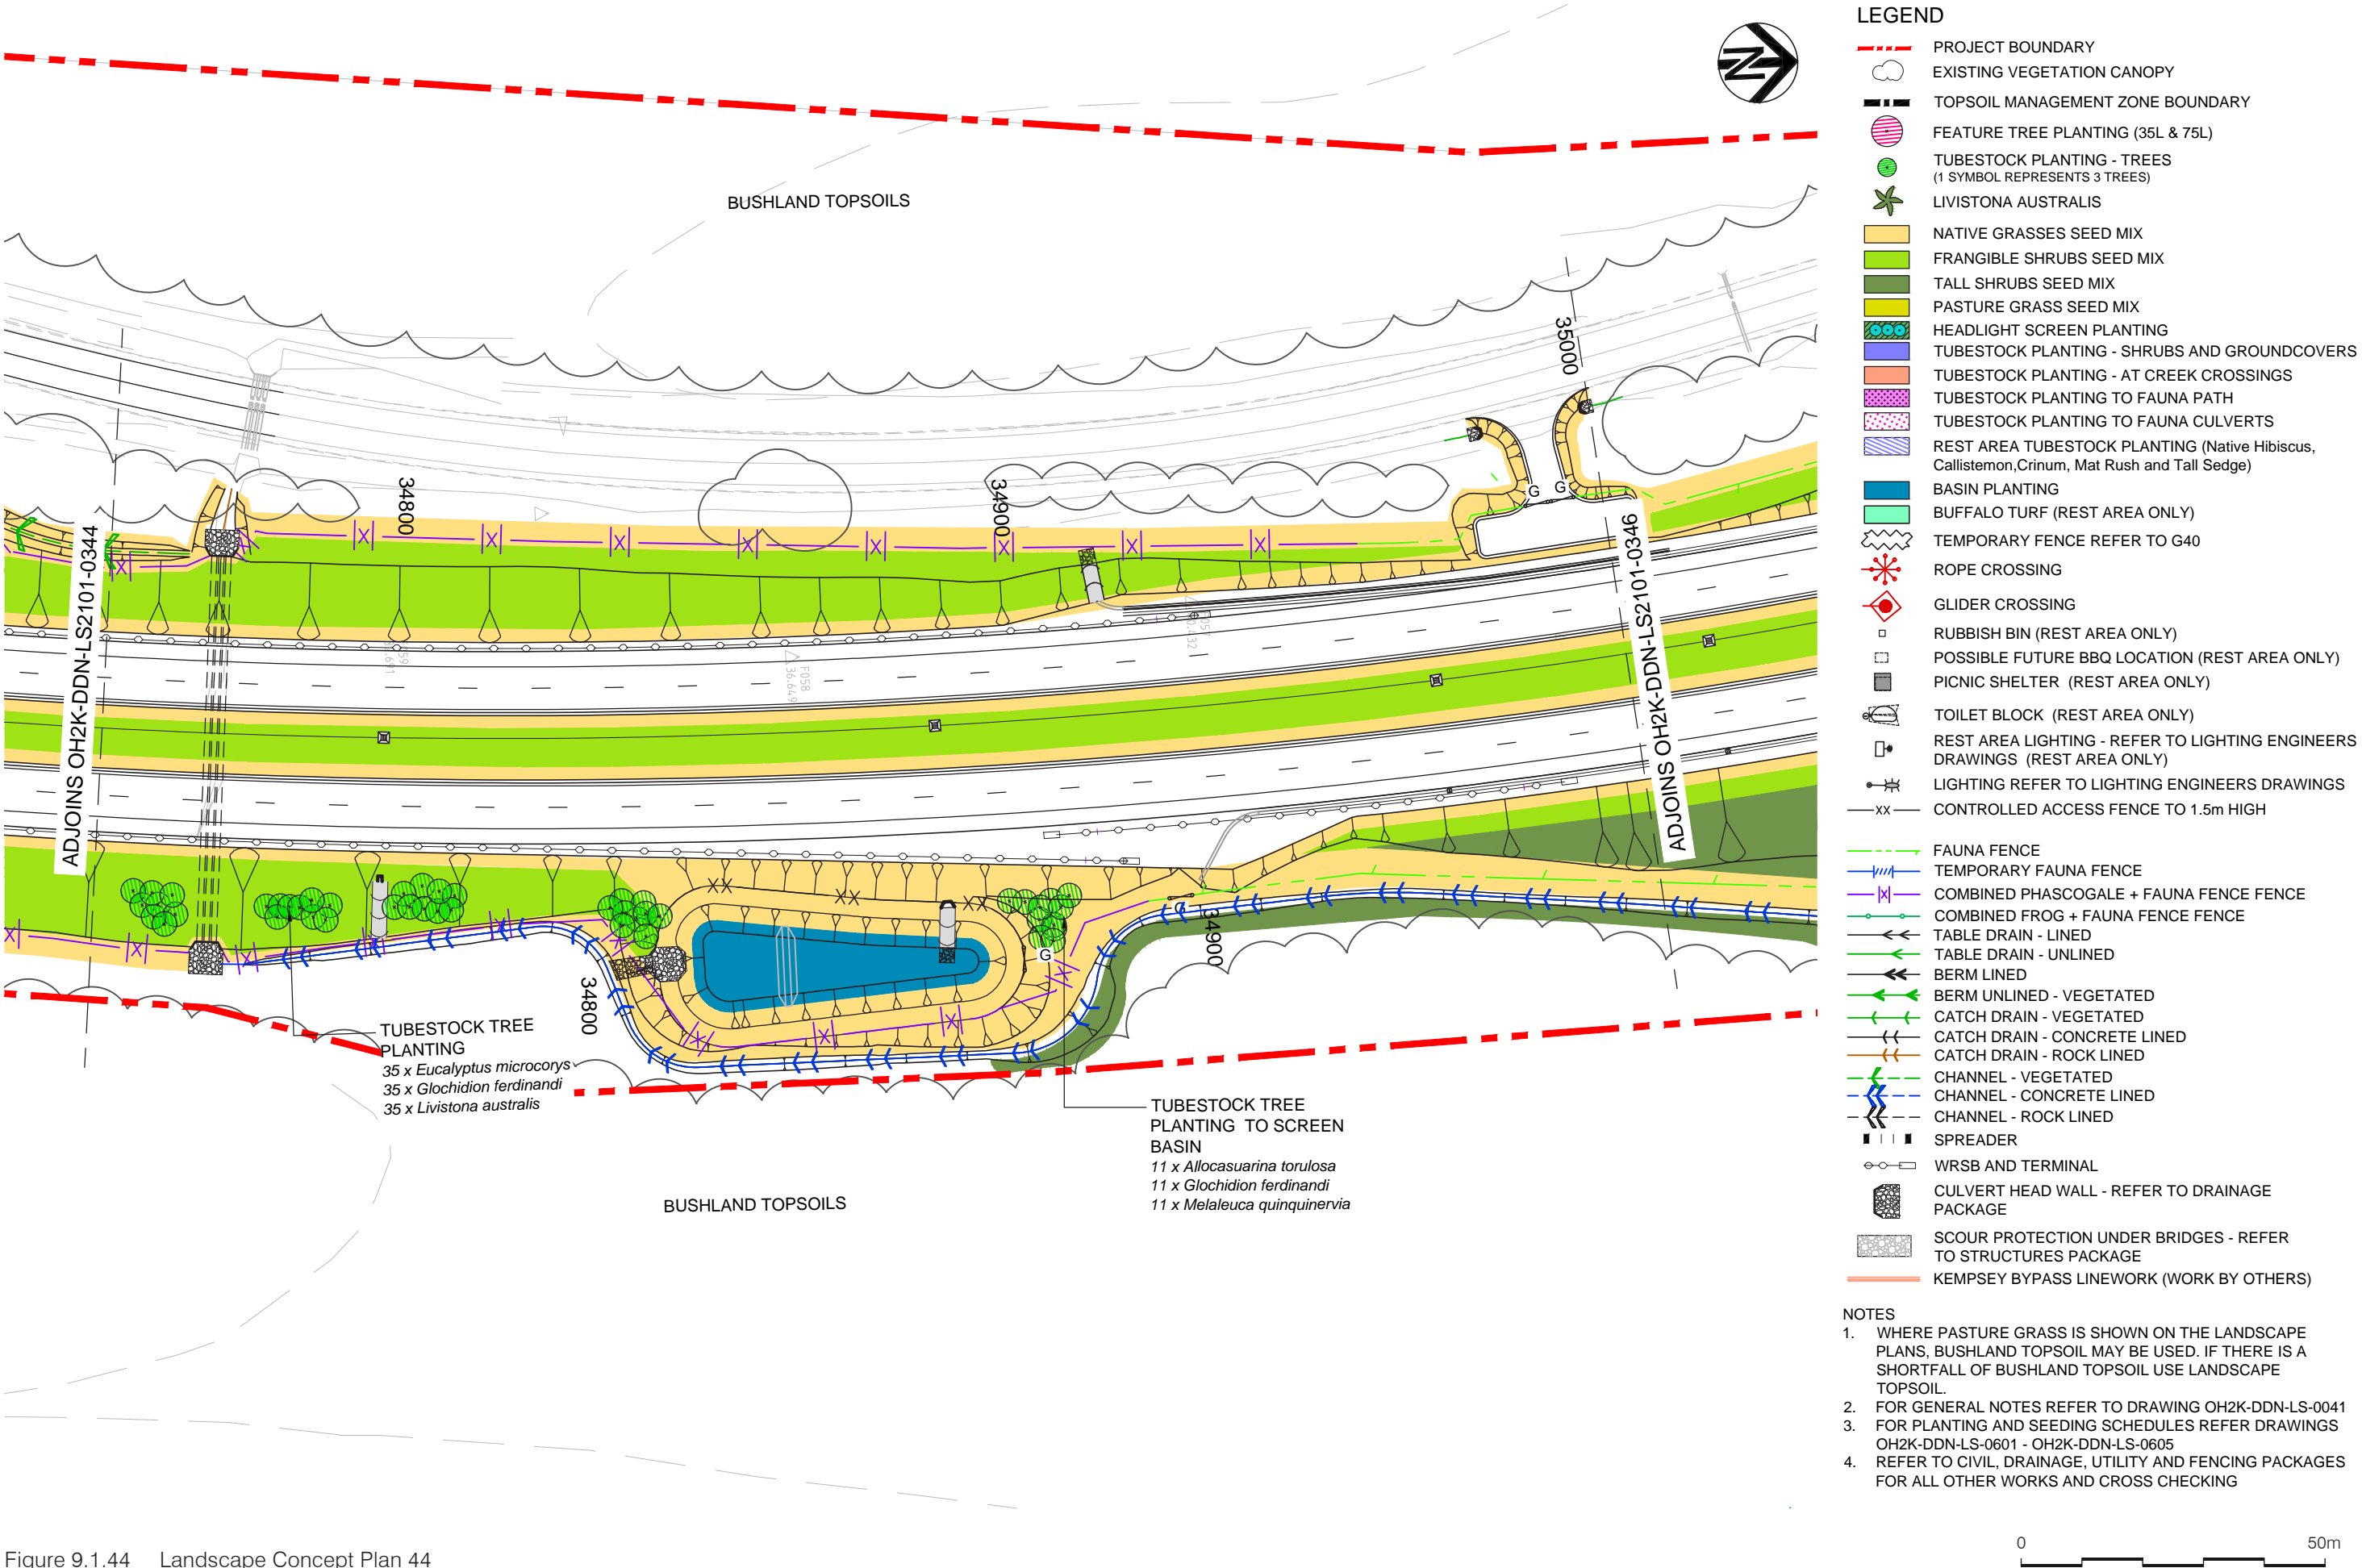 BUSHLAND TOPSOILS
35000
34800
34900
G G
ADJOINS OH2K-DDN-LS2101-0344
ADJOINS OH2K-DDN-LS2101-0346
F058
36.649
G
G
34900
34800
TUBESTOCK TREE
PLANTING
35 x Eucalyptus microcorys
35 x Glochidion ferdinandi
35 x Livistona australis
TUBESTOCK TREE
PLANTING TO SCREEN
BASIN
11 x Allocasuarina torulosa
11 x Glochidion ferdinandi
11 x Melaleuca quinquinervia
BUSHLAND TOPSOILS
LEGEND
PROJECT BOUNDARY
EXISTING VEGETATION CANOPY
TOPSOIL MANAGEMENT ZONE BOUNDARY
FEATURE TREE PLANTING (35L & 75L)
TUBESTOCK PLANTING - TREES
(1 SYMBOL REPRESENTS 3 TREES)
LIVISTONA AUSTRALIS
NATIVE GRASSES SEED MIX
FRANGIBLE SHRUBS SEED MIX
TALL SHRUBS SEED MIX
PASTURE GRASS SEED MIX
HEADLIGHT SCREEN PLANTING
TUBESTOCK PLANTING - SHRUBS AND GROUNDCOVERS
TUBESTOCK PLANTING - AT CREEK CROSSINGS
TUBESTOCK PLANTING TO FAUNA PATH
TUBESTOCK PLANTING TO FAUNA CULVERTS
REST AREA TUBESTOCK PLANTING (Native Hibiscus,
Callistemon,Crinum, Mat Rush and Tall Sedge)
BASIN PLANTING
BUFFALO TURF (REST AREA ONLY)
TEMPORARY FENCE REFER TO G40
ROPE CROSSING
GLIDER CROSSING
RUBBISH BIN (REST AREA ONLY)
POSSIBLE FUTURE BBQ LOCATION (REST AREA ONLY)
PICNIC SHELTER (REST AREA ONLY)
TOILET BLOCK (REST AREA ONLY)
REST AREA LIGHTING - REFER TO LIGHTING ENGINEERS
DRAWINGS (REST AREA ONLY)
LIGHTING REFER TO LIGHTING ENGINEERS DRAWINGS
XX CONTROLLED ACCESS FENCE TO 1.5m HIGH
FAUNA FENCE
TEMPORARY FAUNA FENCE
COMBINED PHASCOGALE + FAUNA FENCE FENCE
COMBINED FROG + FAUNA FENCE FENCE
TABLE DRAIN - LINED
TABLE DRAIN - UNLINED
BERM LINED
BERM UNLINED - VEGETATED
CATCH DRAIN - VEGETATED
CATCH DRAIN - CONCRETE LINED
CATCH DRAIN - ROCK LINED
CHANNEL - VEGETATED
CHANNEL - CONCRETE LINED
CHANNEL - ROCK LINED
SPREADER
WRSB AND TERMINAL
CULVERT HEAD WALL - REFER TO DRAINAGE
PACKAGE
SCOUR PROTECTION UNDER BRIDGES - REFER
TO STRUCTURES PACKAGE
KEMPSEY BYPASS LINEWORK (WORK BY OTHERS)
NOTES
1. WHERE PASTURE GRASS IS SHOWN ON THE LANDSCAPE
PLANS, BUSHLAND TOPSOIL MAY BE USED. IF THERE IS A
SHORTFALL OF BUSHLAND TOPSOIL USE LANDSCAPE
TOPSOIL.
2. FOR GENERAL NOTES REFER TO DRAWING OH2K-DDN-LS-0041
3. FOR PLANTING AND SEEDING SCHEDULES REFER DRAWINGS
OH2K-DDN-LS-0601 - OH2K-DDN-LS-0605
4. REFER TO CIVIL, DRAINAGE, UTILITY AND FENCING PACKAGES
FOR ALL OTHER WORKS AND CROSS CHECKING
0 50m
Figure 9.1.44 Landscape Concept Plan 44